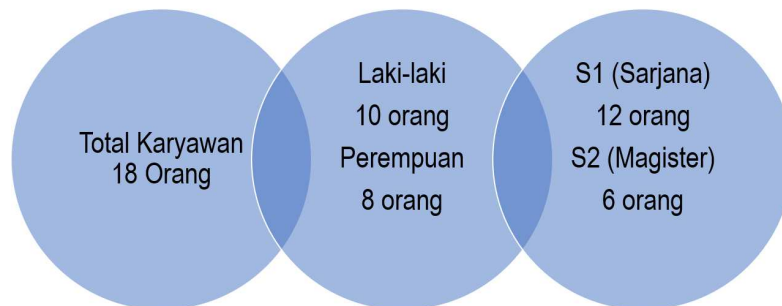 Total Karyawan
18 Orang
Laki-laki
10 orang
Perempuan
8 orang
S1 (Sarjana)
12 orang
S2 (Magister)
6 orang